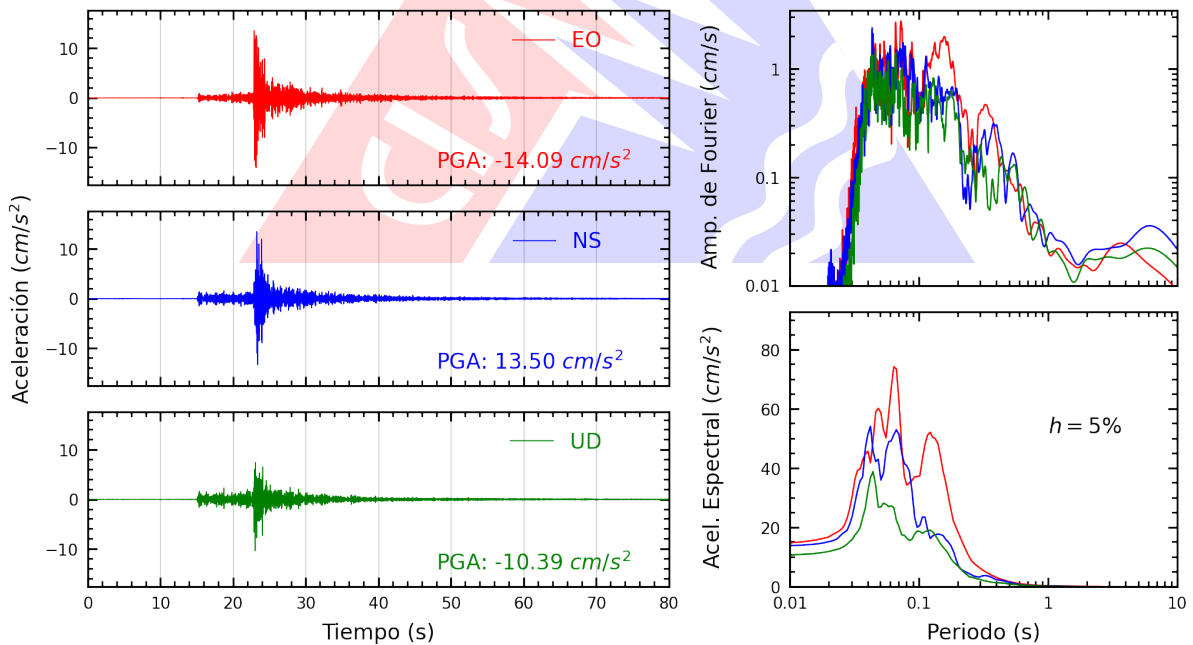 Aceleración (cm/s²)
10
0
−10
EO
PGA: -14.09 cm/s²
10
0
−10
NS
PGA: 13.50 cm/s²
10
0
−10
UD
PGA: -10.39 cm/s²
0 10 20 30 40 50 60 70 80
Tiempo (s)
Amp. de Fourier (cm/s)
1
0.1
0.01
Acel. Espectral (cm/s²)
80
60
40
20
0
h = 5%
0.01 0.1 1 10
Periodo (s)